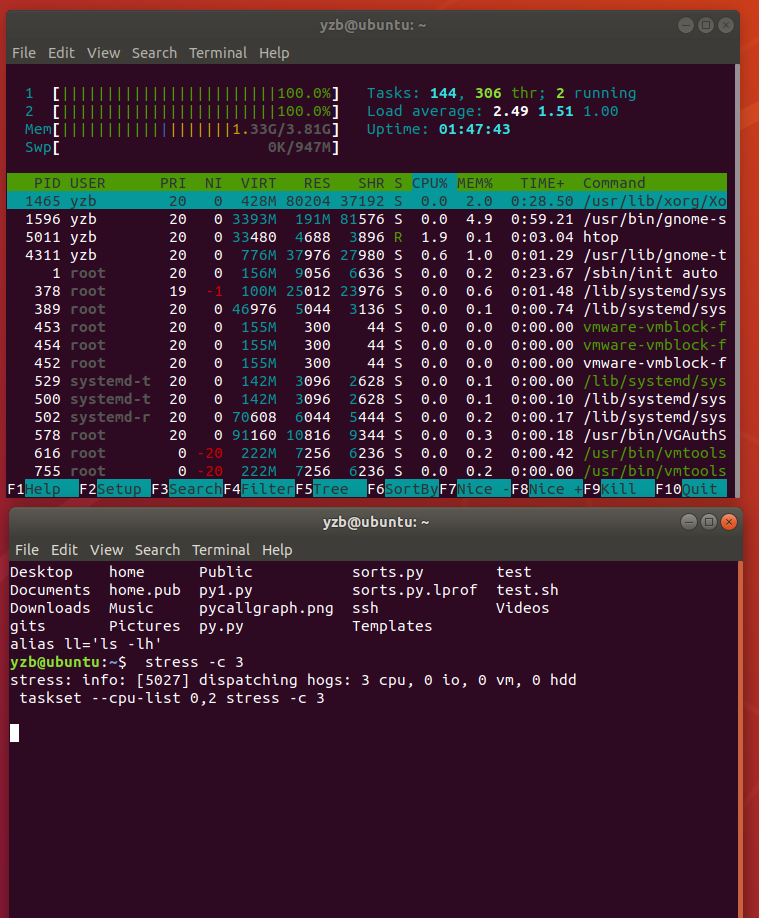 yzb@ubuntu: ~
File Edit View Search Terminal Help
1 [||||||||||||||||||||||||100.0%] Tasks: 144, 306 thr; 2 running
2 [||||||||||||||||||||||||100.0%] Load average: 2.49 1.51 1.00
Mem[|||||||||||||||||||1.33G/3.81G] Uptime: 01:47:43
Swp[ 0K/947M]
PID USER PRI NI VIRT RES SHR S CPU% MEM% TIME+ Command
1465 yzb 20 0 428M 80204 37192 S 0.0 2.0 0:28.50 /usr/lib/xorg/Xo
1596 yzb 20 0 3393M 191M 81576 S 0.0 4.9 0:59.21 /usr/bin/gnome-s
5011 yzb 20 0 33480 4688 3896 R 1.9 0.1 0:03.04 htop
4311 yzb 20 0 776M 37976 27980 S 0.6 1.0 0:01.29 /usr/lib/gnome-t
1 root 20 0 156M 9056 6636 S 0.0 0.2 0:23.67 /sbin/init auto
378 root 19 -1 100M 25012 23976 S 0.0 0.6 0:01.48 /lib/systemd/sys
389 root 20 0 46976 5044 3136 S 0.0 0.1 0:00.74 /lib/systemd/sys
453 root 20 0 155M 300 44 S 0.0 0.0 0:00.00 vmware-vmblock-f
454 root 20 0 155M 300 44 S 0.0 0.0 0:00.00 vmware-vmblock-f
452 root 20 0 155M 300 44 S 0.0 0.0 0:00.00 vmware-vmblock-f
529 systemd-t 20 0 142M 3096 2628 S 0.0 0.1 0:00.00 /lib/systemd/sys
500 systemd-t 20 0 142M 3096 2628 S 0.0 0.1 0:00.10 /lib/systemd/sys
502 systemd-r 20 0 70608 6044 5444 S 0.0 0.2 0:00.17 /lib/systemd/sys
578 root 20 0 91160 10816 9344 S 0.0 0.3 0:00.18 /usr/bin/VGAuthS
616 root 0 -20 222M 7256 6236 S 0.0 0.2 0:00.42 /usr/bin/vmtools
755 root 0 -20 222M 7256 6236 S 0.0 0.2 0:00.00 /usr/bin/vmtools
F1Help F2Setup F3SearchF4FilterF5Tree F6SortByF7Nice -F8Nice +F9Kill F10Quit
yzb@ubuntu: ~
File Edit View Search Terminal Help
Desktop home Public sorts.py test
Documents home.pub py1.py sorts.py.lprof test.sh
Downloads Music pycallgraph.png ssh Videos
gits Pictures py.py Templates
alias ll='ls -lh'
yzb@ubuntu:~$ stress -c 3
stress: info: [5027] dispatching hogs: 3 cpu, 0 io, 0 vm, 0 hdd
taskset --cpu-list 0,2 stress -c 3